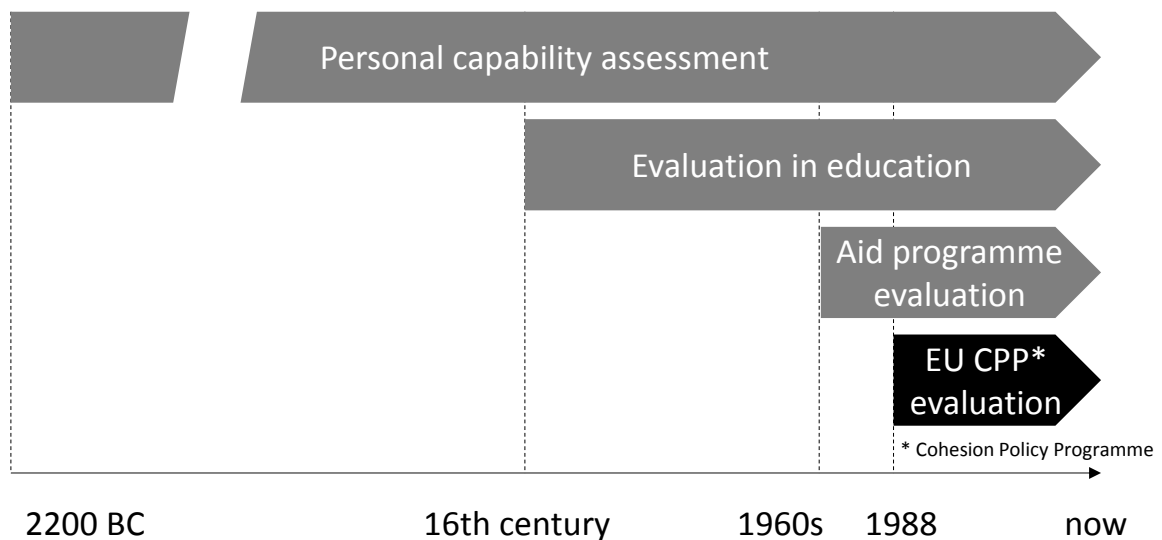 Personal capability assessment
Evaluation in education
Aid programme
evaluation
EU CPP*
evaluation
* Cohesion Policy Programme
2200 BC 16th century 1960s 1988 now